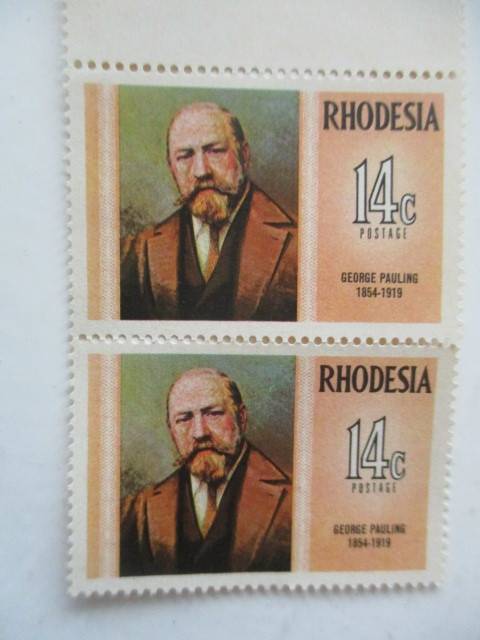 RHODESIA
14c
POSTAGE
GEORGE PAULING
1854-1919
RHODESIA
14c
POSTAGE
GEORGE PAULING
1854-1919